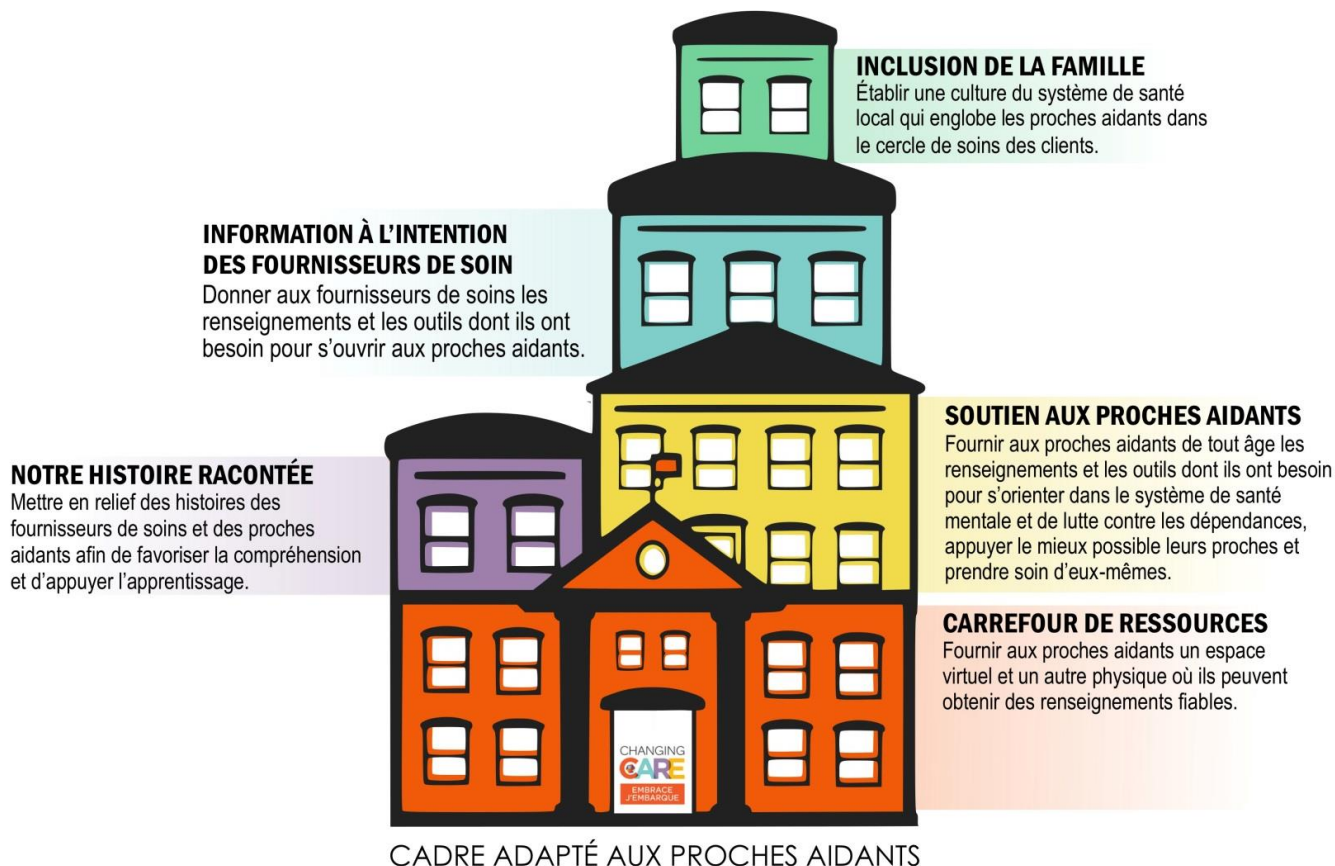 INCLUSION DE LA FAMILLE
Établir une culture du système de santé
local qui englobe les proches aidants dans
le cercle de soins des clients.
INFORMATION À L'INTENTION
DES FOURNISSEURS DE SOIN
Donner aux fournisseurs de soins les
renseignements et les outils dont ils ont
besoin pour s'ouvrir aux proches aidants.
SOUTIEN AUX PROCHES AIDANTS
Fournir aux proches aidants de tout âge les
renseignements et les outils dont ils ont besoin
pour s'orienter dans le système de santé
mentale et de lutte contre les dépendances,
appuyer le mieux possible leurs proches et
prendre soin d'eux-mêmes.
NOTRE HISTOIRE RACONTÉE
Mettre en relief des histoires des
fournisseurs de soins et des proches
aidants afin de favoriser la compréhension
et d'appuyer l'apprentissage.
CARREFOUR DE RESSOURCES
Fournir aux proches aidants un espace
virtuel et un autre physique où ils peuvent
obtenir des renseignements fiables.
CHANGING
CARE
EMBRACE
J'EMBARQUE
CADRE ADAPTÉ AUX PROCHES AIDANTS